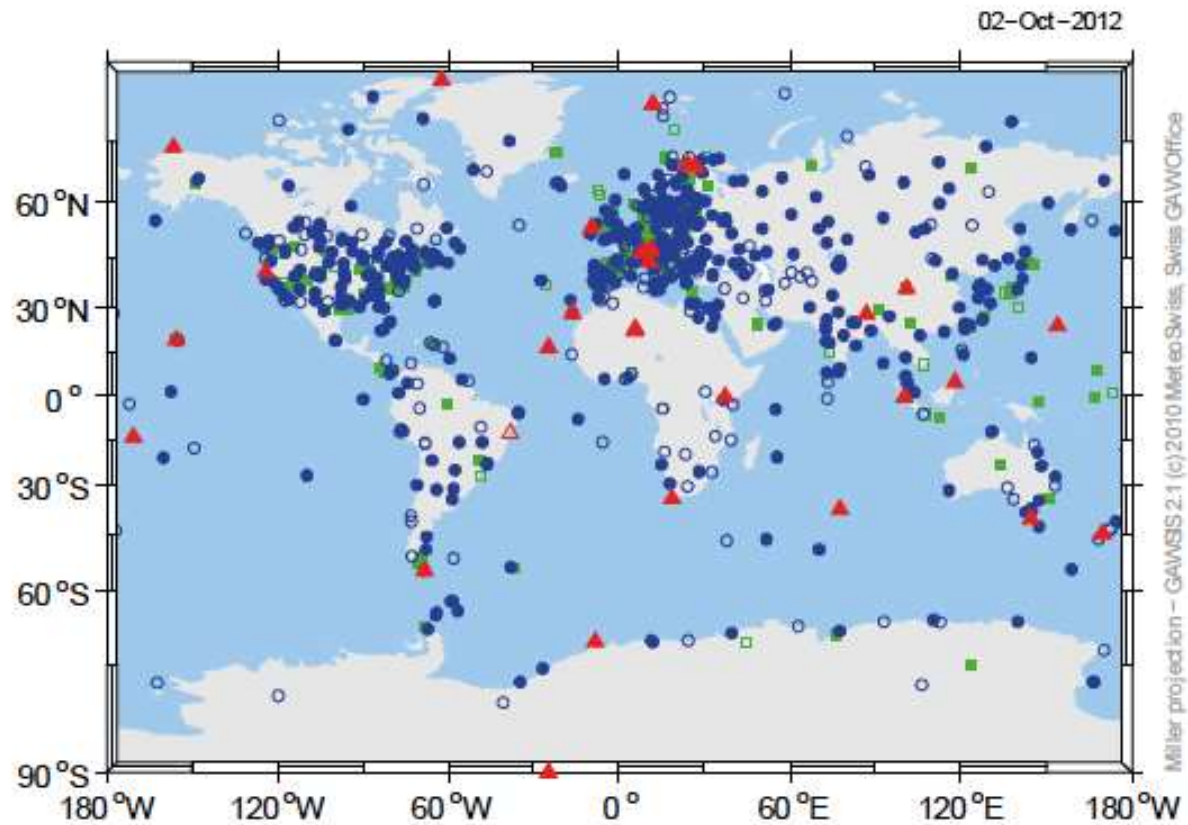 02-Oct-2012
60 °N
30 °N
0 °
30 °S
60 °S
90 °S
180 °W
120 °W
60 °W
0 °
60 °E
120 °E
180 °W
Miller projection - GAWSIS 2.1 (c) 2010 MeteoSwiss, Swiss GAWOffice